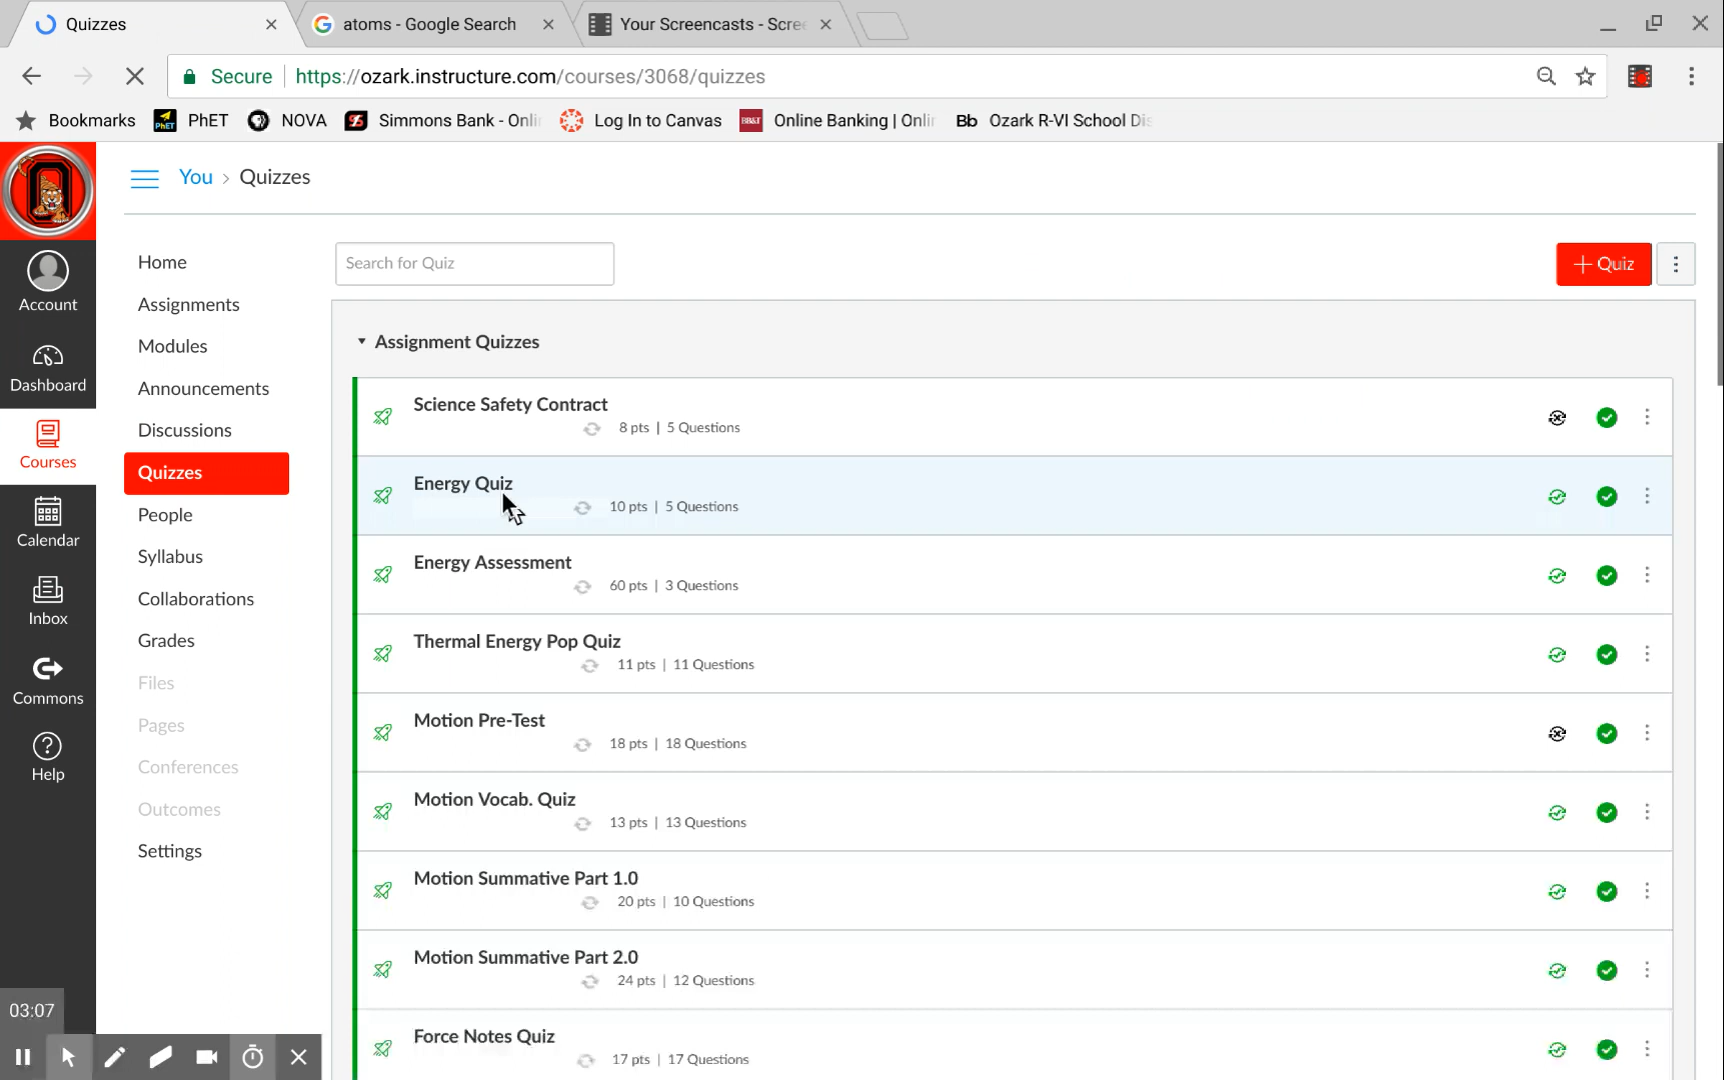 Quizzes
atoms - Google Search
Your Screencasts - Scre
Secure
https://ozark.instructure.com/courses/3068/quizzes
Bookmarks
PhET
NOVA
Simmons Bank - Onli
Log In to Canvas
BB&T
Online Banking | Onli
Bb
Ozark R-VI School Dis
You > Quizzes
Account
Dashboard
Courses
Calendar
Inbox
Commons
Help
Home
Assignments
Modules
Announcements
Discussions
Quizzes
People
Syllabus
Collaborations
Grades
Files
Pages
Conferences
Outcomes
Settings
Search for Quiz
+ Quiz
Assignment Quizzes
Science Safety Contract
8 pts | 5 Questions
Energy Quiz
10 pts | 5 Questions
Energy Assessment
60 pts | 3 Questions
Thermal Energy Pop Quiz
11 pts | 11 Questions
Motion Pre-Test
18 pts | 18 Questions
Motion Vocab. Quiz
13 pts | 13 Questions
Motion Summative Part 1.0
20 pts | 10 Questions
Motion Summative Part 2.0
24 pts | 12 Questions
Force Notes Quiz
17 pts | 17 Questions
03:07